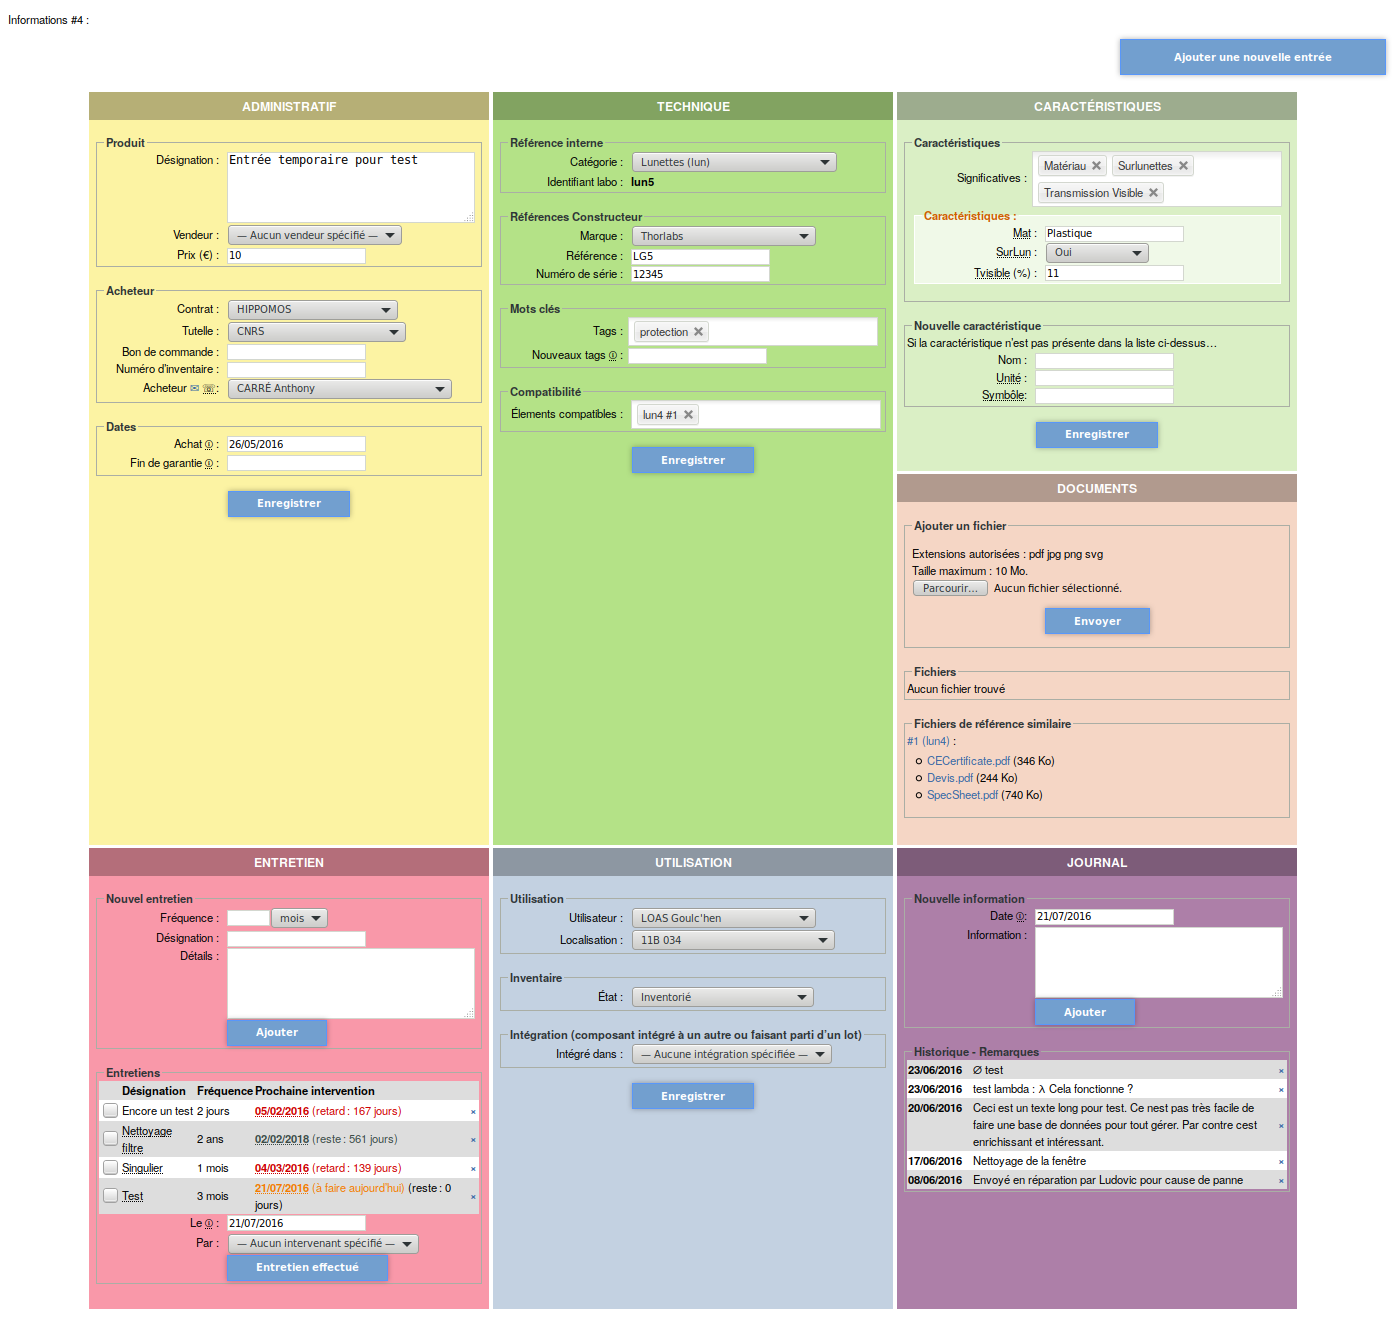 Informations #4 :
Ajouter une nouvelle entrée
ADMINISTRATIF
Produit
Désignation : Entrée temporaire pour test
Vendeur : — Aucun vendeur spécifié —
Prix (€) : 10
Acheteur
Contrat : HIPPOMOS
Tutelle : CNRS
Bon de commande :
Numéro d'inventaire :
Acheteur ✉ ☏: CARRÉ Anthony
Dates
Achat ⓘ : 26/05/2016
Fin de garantie ⓘ :
Enregistrer
TECHNIQUE
Référence interne
Catégorie : Lunettes (lun)
Identifiant labo : lun5
Références Constructeur
Marque : Thorlabs
Référence : LG5
Numéro de série : 12345
Mots clés
Tags : protection ✖
Nouveaux tags ⓘ :
Compatibilité
Élements compatibles : lun4 #1 ✖
Enregistrer
CARACTÉRISTIQUES
Caractéristiques
Significatives : Matériau ✖ Surlunettes ✖
Transmission Visible ✖
Caractéristiques :
Mat : Plastique
SurLun : Oui
Tvisible (%) : 11
Nouvelle caractéristique
Si la caractéristique n'est pas présente dans la liste ci-dessus...
Nom :
Unité :
Symbôle:
Enregistrer
DOCUMENTS
Ajouter un fichier
Extensions autorisées : pdf jpg png svg
Taille maximum : 10 Mo.
Parcourir... Aucun fichier sélectionné.
Envoyer
Fichiers
Aucun fichier trouvé
Fichiers de référence similaire
#1 (lun4) :
CECertificate.pdf (346 Ko)
Devis.pdf (244 Ko)
SpecSheet.pdf (740 Ko)
ENTRETIEN
Nouvel entretien
Fréquence : mois
Désignation :
Détails :
Ajouter
Entretiens
Désignation Fréquence Prochaine intervention
Encore un test 2 jours 05/02/2016 (retard : 167 jours) ×
Nettoyage
filtre 2 ans 02/02/2018 (reste : 561 jours) ×
Singulier 1 mois 04/03/2016 (retard : 139 jours) ×
Test 3 mois 21/07/2016 (à faire aujourd'hui) (reste : 0
jours) ×
Le ⓘ : 21/07/2016
Par : — Aucun intervenant spécifié —
Entretien effectué
UTILISATION
Utilisation
Utilisateur : LOAS Goulc'hen
Localisation : 11B 034
Inventaire
État : Inventorié
Intégration (composant intégré à un autre ou faisant parti d'un lot)
Intégré dans : — Aucune intégration spécifiée —
Enregistrer
JOURNAL
Nouvelle information
Date ⓘ: 21/07/2016
Information :
Ajouter
Historique - Remarques
23/06/2016 ∅ test ×
23/06/2016 test lambda : λ Cela fonctionne ? ×
20/06/2016 Ceci est un texte long pour test. Ce nest pas très facile de
faire une base de données pour tout gérer. Par contre cest ×
enrichissant et intéressant.
17/06/2016 Nettoyage de la fenêtre ×
08/06/2016 Envoyé en réparation par Ludovic pour cause de panne ×